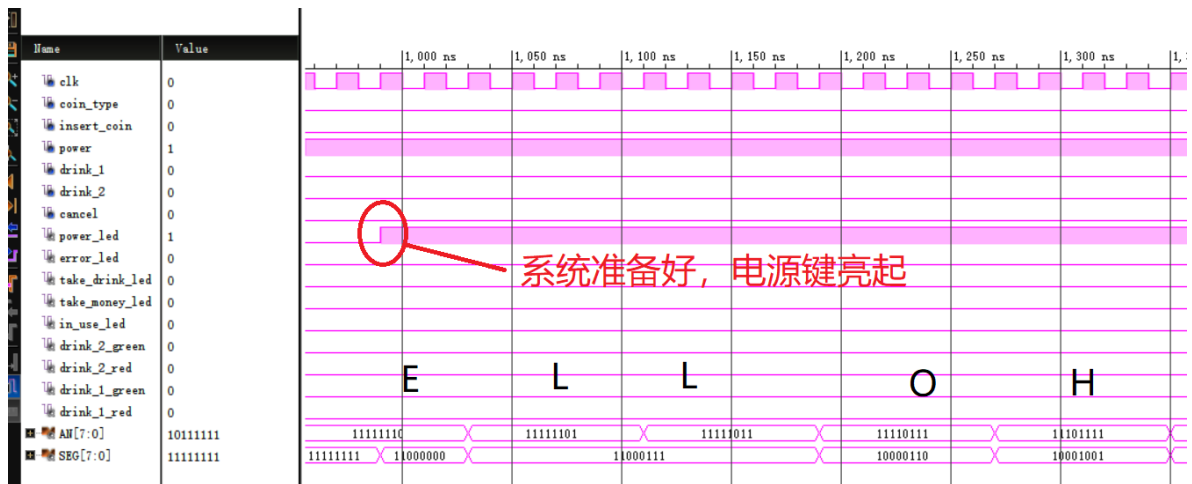 Name Value
1,000 ns 1,050 ns 1,100 ns 1,150 ns 1,200 ns 1,250 ns 1,300 ns 1,
clk 0
coin_type 0
insert_coin 0
power 1
drink_1 0
drink_2 0
cancel 0
power_led 1
error_led 0
系统准备好，电源键亮起
take_drink_led 0
take_money_led 0
in_use_led 0
drink_2_green 0
drink_2_red 0
E L L O H
drink_1_green 0
drink_1_red 0
AN[7:0] 10111111 11111110 11111101 11111011 11110111 11101111
SEG[7:0] 11111111 11111111 11000000 11000111 10000110 10001001